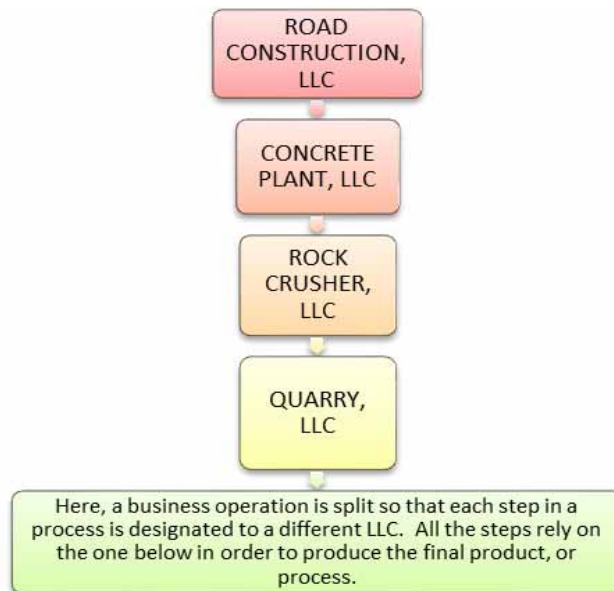 ROAD
CONSTRUCTION,
LLC
CONCRETE
PLANT, LLC
ROCK
CRUSHER,
LLC
QUARRY,
LLC
Here, a business operation is split so that each step in a
process is designated to a different LLC.  All the steps rely on
the one below in order to produce the final product, or
process.